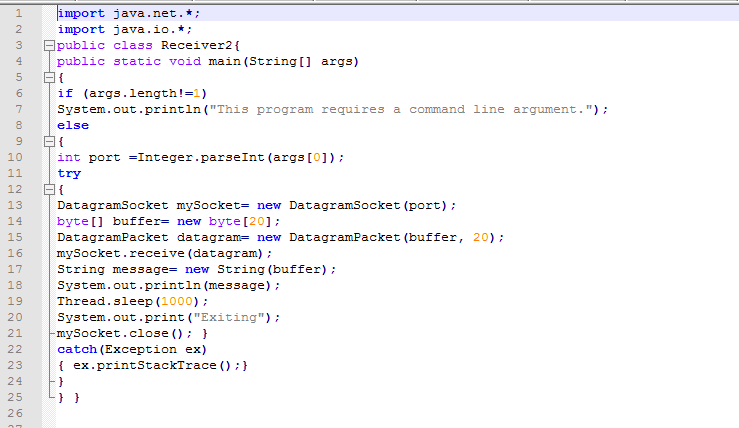 1 import java.net.*;
2 import java.io.*;
3 public class Receiver2{
4 public static void main(String[] args)
5 {
6 if (args.length!=1)
7 System.out.println("This program requires a command line argument.");
8 else
9 {
10 int port =Integer.parseInt(args[0]);
11 try
12 {
13 DatagramSocket mySocket= new DatagramSocket(port);
14 byte[] buffer= new byte[20];
15 DatagramPacket datagram= new DatagramPacket(buffer, 20);
16 mySocket.receive(datagram);
17 String message= new String(buffer);
18 System.out.println(message);
19 Thread.sleep(1000);
20 System.out.print("Exiting");
21 mySocket.close(); }
22 catch(Exception ex)
23 { ex.printStackTrace();}
24 }
25 } }
26